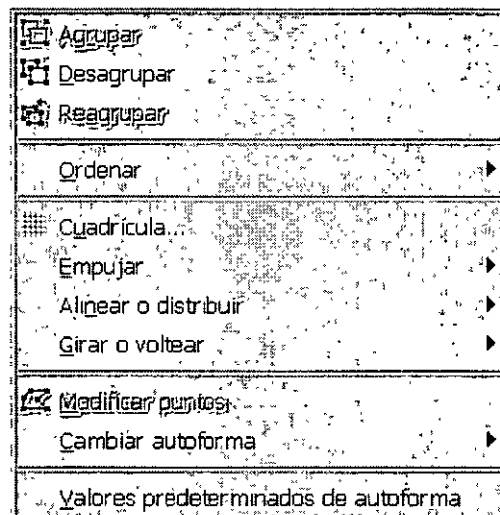 Agrupar
Desagrupar
Reagrupar
Ordenar
Cuadrícula...
Empujar
Alinear o distribuir
Girar o voltear
Modificar puntos
Cambiar autoforma
Valores predeterminados de autoforma